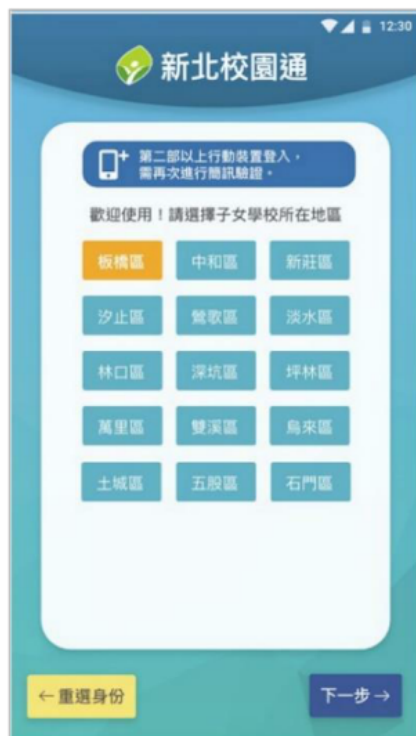 12:30
新北校園通
第二部以上行動裝置登入，
需再次進行簡訊驗證。
歡迎使用！請選擇子女學校所在地區
板橋區 中和區 新莊區
汐止區 鶯歌區 淡水區
林口區 深坑區 坪林區
萬里區 雙溪區 烏來區
土城區 五股區 石門區
←重選身份 下一步→